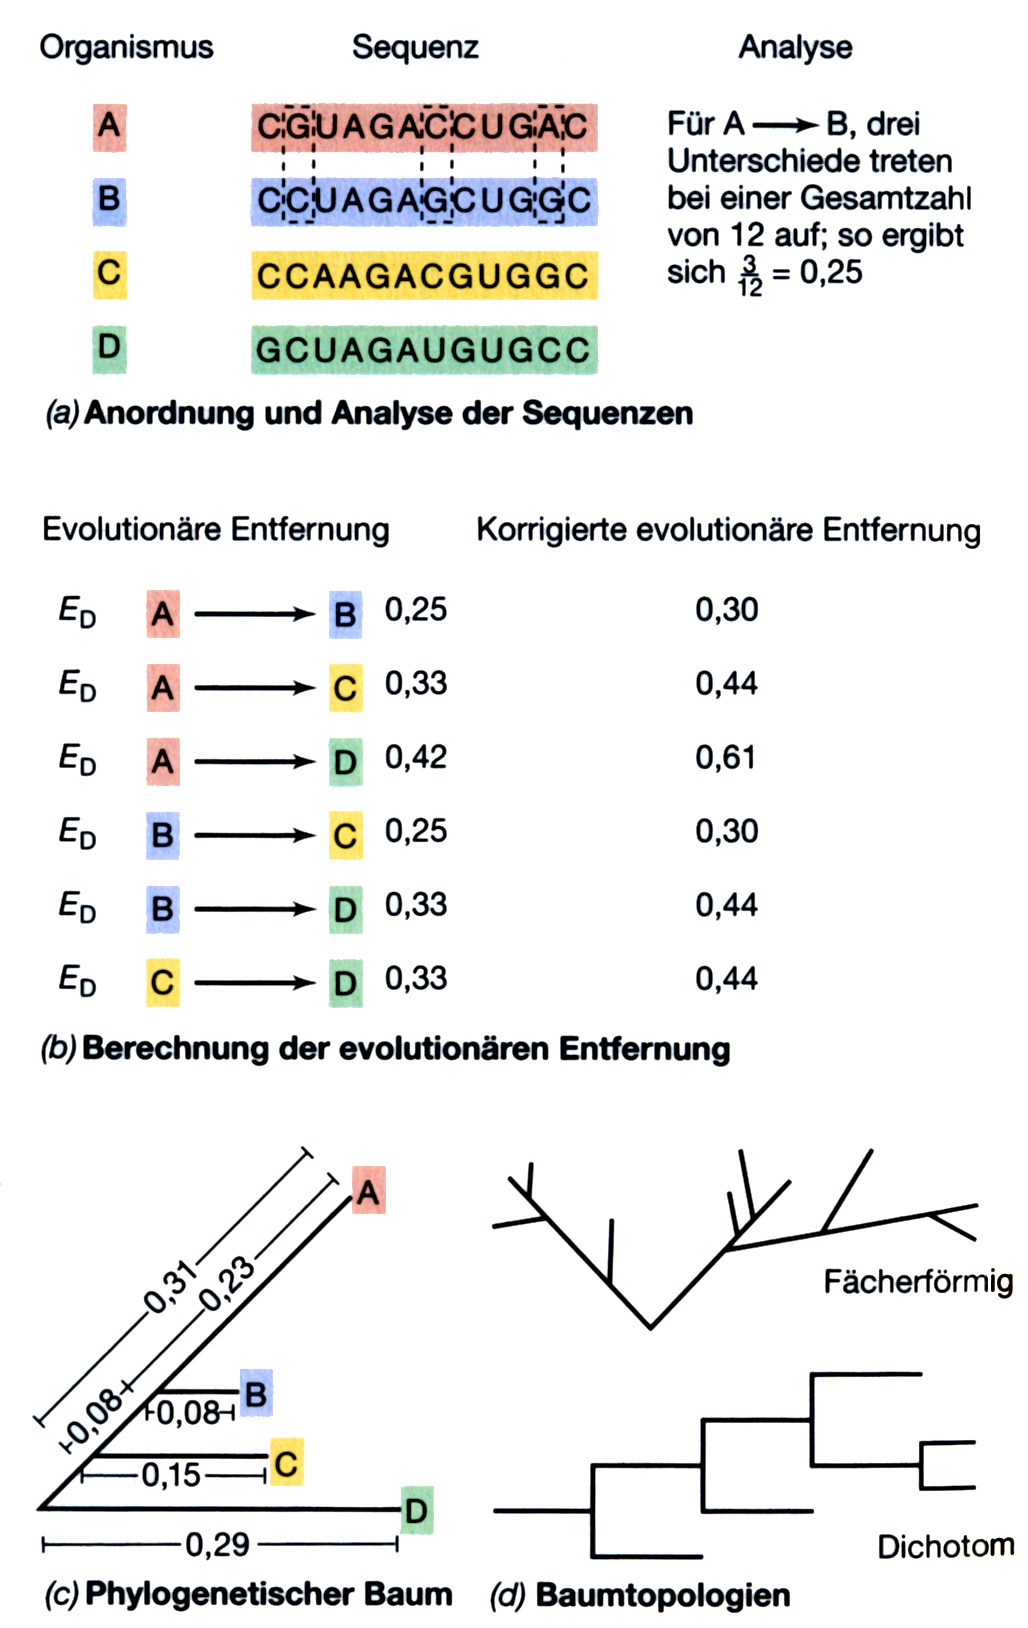 Organismus Sequenz Analyse
A CGUAGACCUGAC Für A → B, drei
Unterschiede treten
B CCUAGAGCUGGC bei einer Gesamtzahl
von 12 auf; so ergibt
C CCAAGACGUGGC sich 3/12 = 0,25
D GCUAGAUGUGCC
(a) Anordnung und Analyse der Sequenzen
Evolutionäre Entfernung Korrigierte evolutionäre Entfernung
ED A → B 0,25 0,30
ED A → C 0,33 0,44
ED A → D 0,42 0,61
ED B → C 0,25 0,30
ED B → D 0,33 0,44
ED C → D 0,33 0,44
(b) Berechnung der evolutionären Entfernung
A
0,31
0,23
0,08
B
0,08
C
0,15
D
0,29
(c) Phylogenetischer Baum
Fächerförmig
Dichotom
(d) Baumtopologien